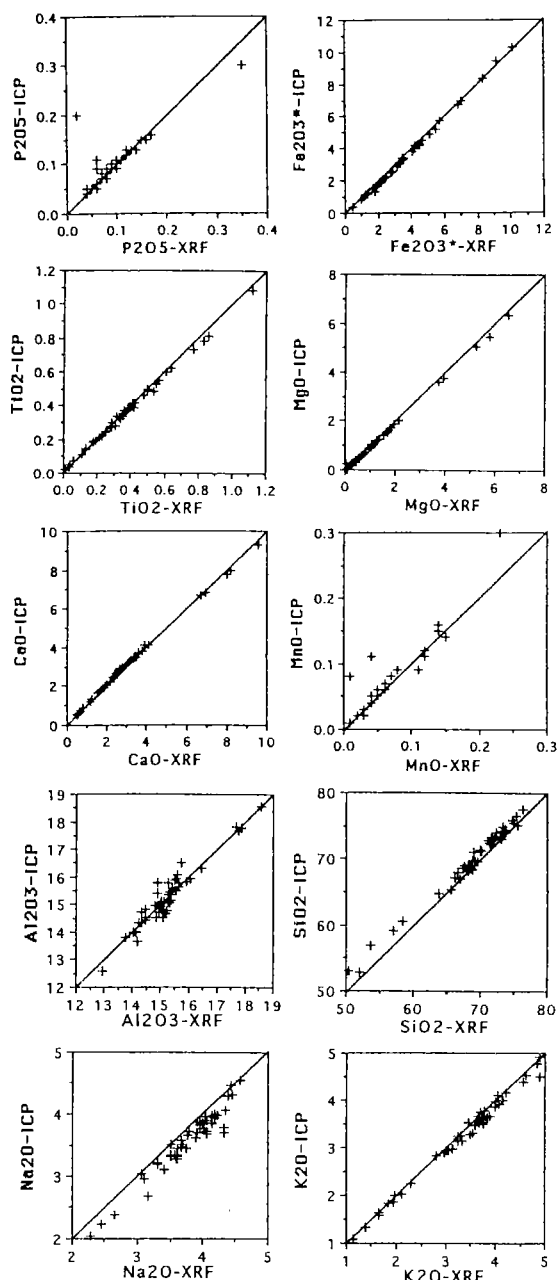 P2O5-ICP
0.4
0.3
0.2
0.1
0.0
0.0 0.1 0.2 0.3 0.4
P2O5-XRF
Fe2O3*-ICP
12
10
8
6
4
2
0
0 2 4 6 8 10 12
Fe2O3*-XRF
TiO2-ICP
1.2
1.0
0.8
0.6
0.4
0.2
0.0
0.0 0.2 0.4 0.6 0.8 1.0 1.2
TiO2-XRF
MgO-ICP
8
6
4
2
0
0 2 4 6 8
MgO-XRF
CaO-ICP
10
8
6
4
2
0
0 2 4 6 8 10
CaO-XRF
MnO-ICP
0.3
0.2
0.1
0.0
0.0 0.1 0.2 0.3
MnO-XRF
Al2O3-ICP
19
18
17
16
15
14
13
12
12 13 14 15 16 17 18 19
Al2O3-XRF
SiO2-ICP
80
70
60
50
50 60 70 80
SiO2-XRF
Na2O-ICP
5
4
3
2
2 3 4 5
Na2O-XRF
K2O-ICP
5
4
3
2
1
1 2 3 4 5
K2O-XRF